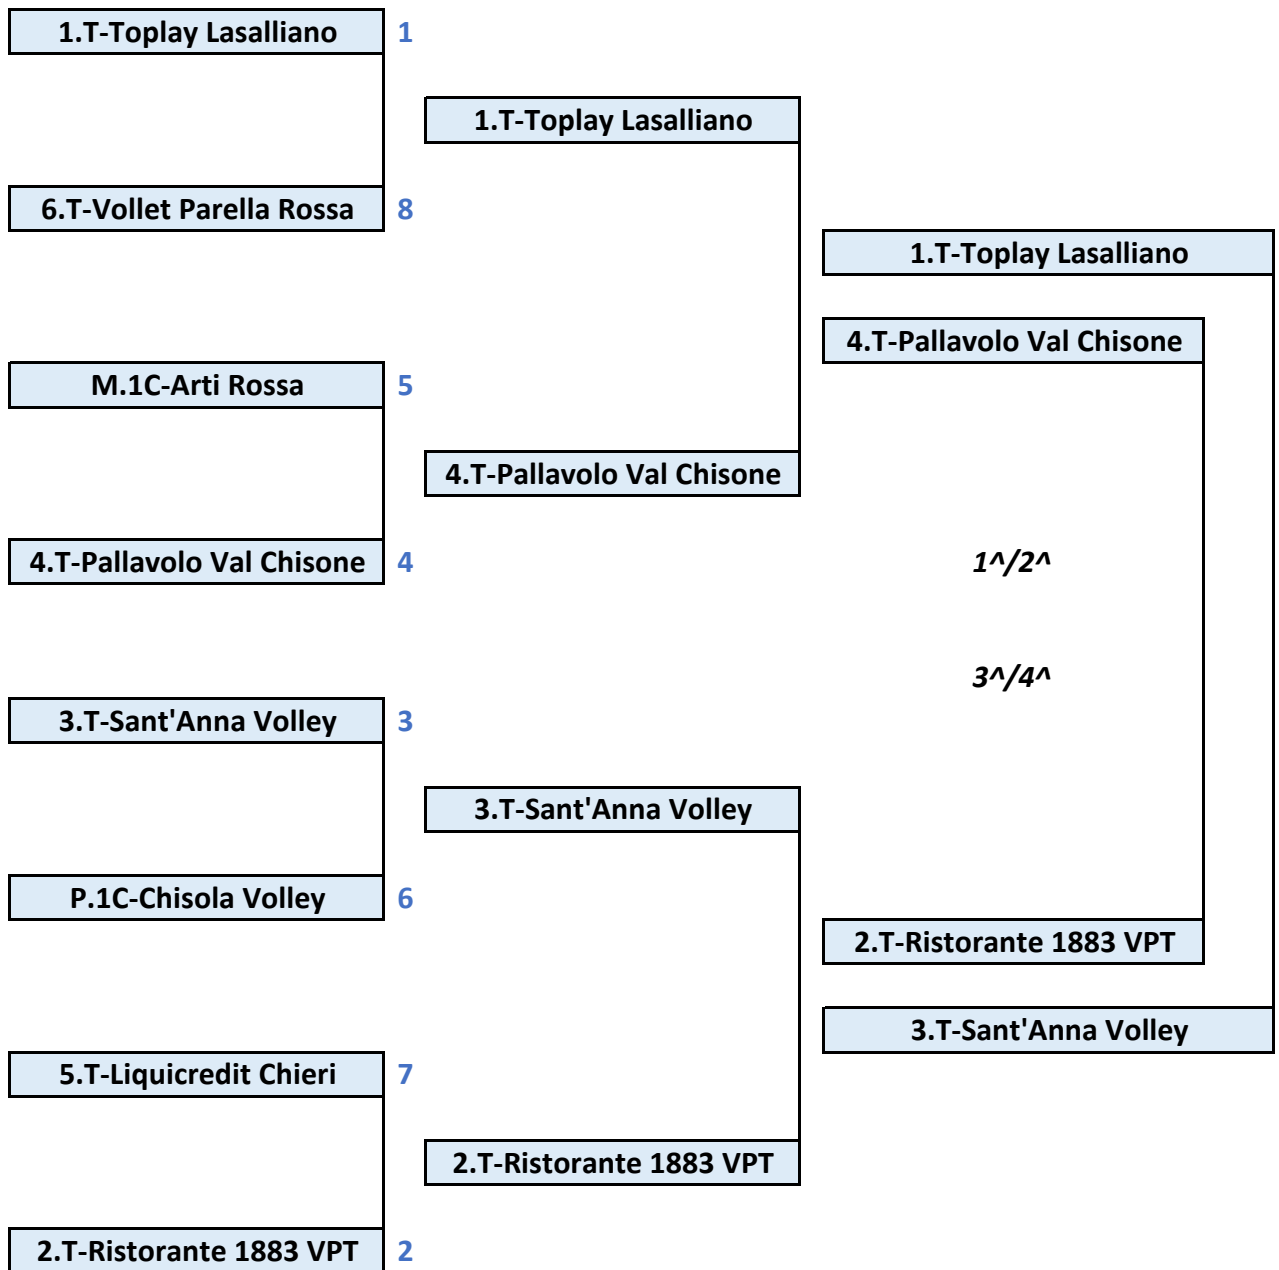 1.T-Toplay Lasalliano 1
1.T-Toplay Lasalliano
6.T-Vollet Parella Rossa 8
1.T-Toplay Lasalliano
4.T-Pallavolo Val Chisone
M.1C-Arti Rossa 5
4.T-Pallavolo Val Chisone
4.T-Pallavolo Val Chisone 4
1^/2^
3^/4^
3.T-Sant'Anna Volley 3
3.T-Sant'Anna Volley
P.1C-Chisola Volley 6
2.T-Ristorante 1883 VPT
3.T-Sant'Anna Volley
5.T-Liquicredit Chieri 7
2.T-Ristorante 1883 VPT
2.T-Ristorante 1883 VPT 2